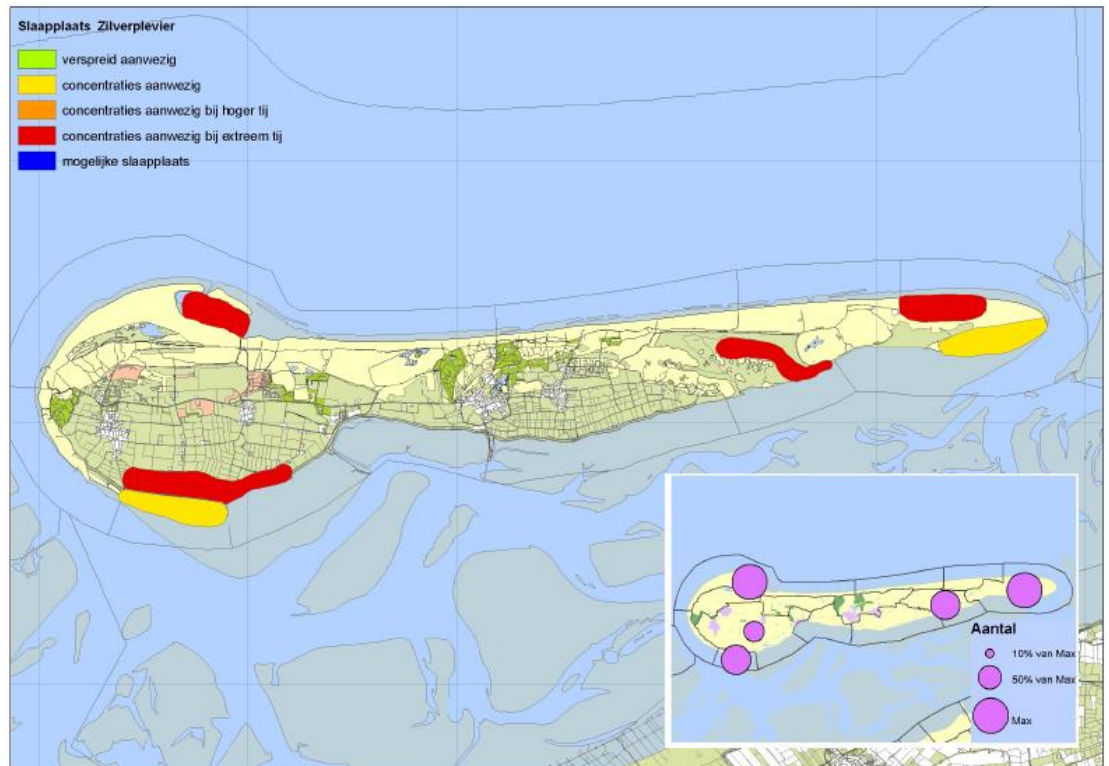 Slaapplaats Zilverplevier
verspreid aanwezig
concentraties aanwezig
concentraties aanwezig bij hoger tij
concentraties aanwezig bij extreem tij
mogelijke slaapplaats
Aantal
10% van Max
50% van Max
Max